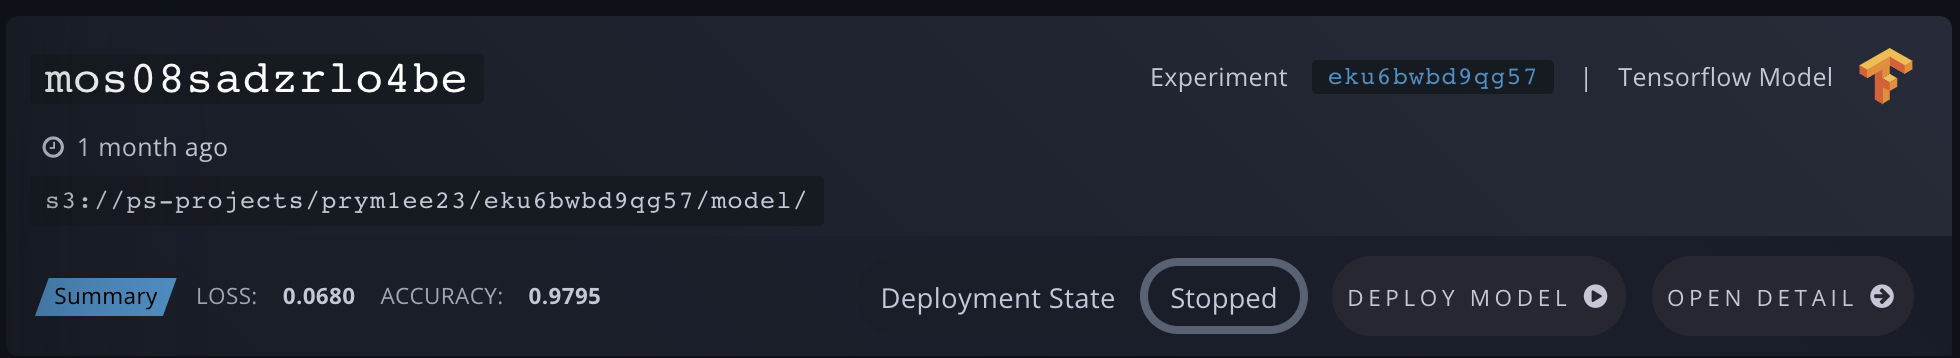 mos08sadzrlo4be
Experiment eku6bwbd9qg57 | Tensorflow Model
1 month ago
s3://ps-projects/prym1ee23/eku6bwbd9qg57/model/
Summary LOSS: 0.0680 ACCURACY: 0.9795 Deployment State Stopped DEPLOY MODEL OPEN DETAIL